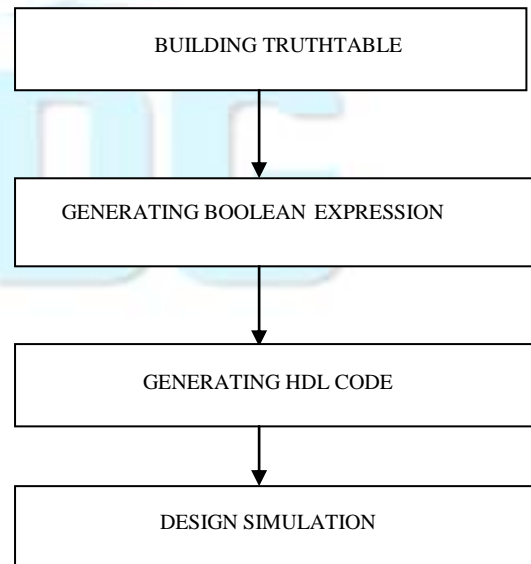 BUILDING TRUTHTABLE
GENERATING BOOLEAN EXPRESSION
GENERATING HDL CODE
DESIGN SIMULATION